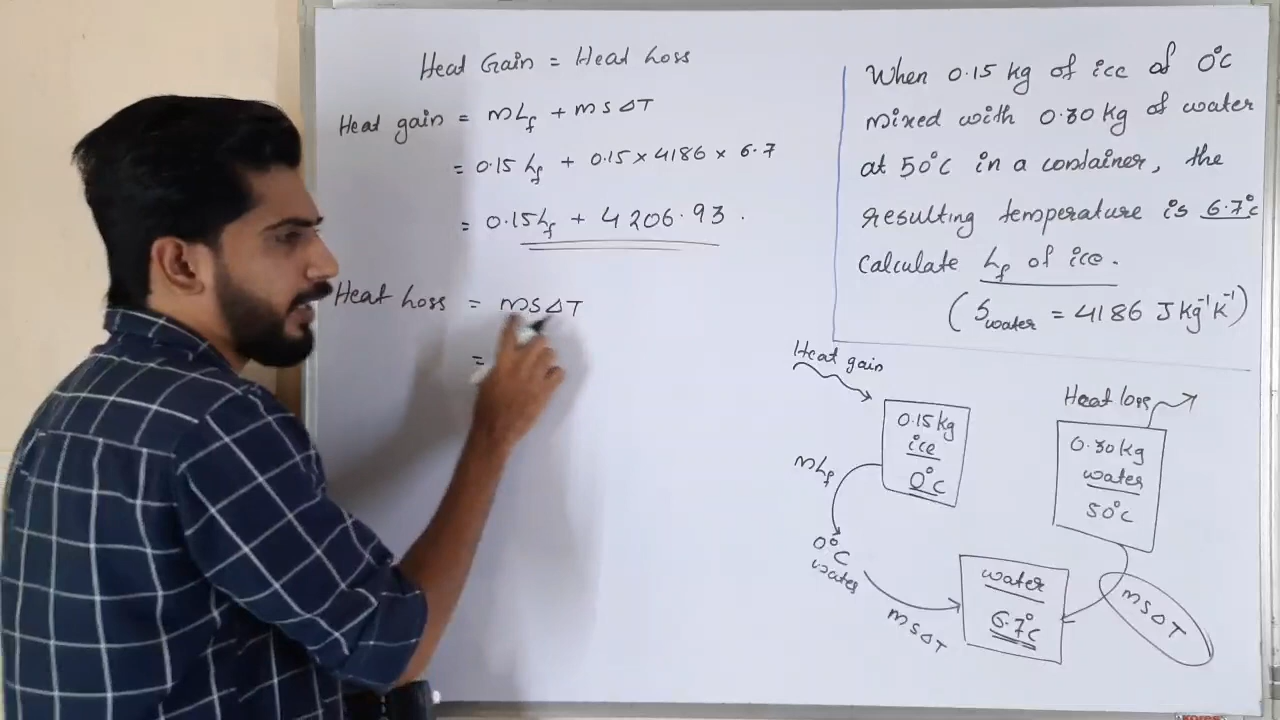 Heat Gain = Heat Loss
Heat gain = mL_f + ms ΔT
= 0.15 L_f + 0.15 × 4186 × 6.7
= 0.15 L_f + 4206.93.
Heat Loss = ms ΔT
=
When 0.15 kg of ice of 0°C
mixed with 0.30 kg of water
at 50°C in a container, the
resulting temperature is 6.7°C
calculate L_f of ice.
(S_water = 4186 J kg⁻¹ K⁻¹)
Heat gain
0.15 kg
ice
0°C
mL_f
0°C
water
ms ΔT
Heat loss
0.30 kg
water
50°C
ms ΔT
water
6.7°C